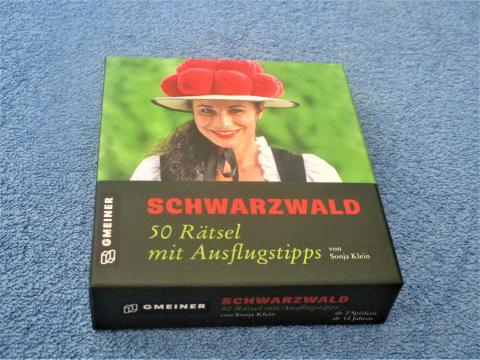 SCHWARZWALD
50 Rätsel
mit Ausflugstipps
von
Sonja Klein
GMEINER
GMEINER
SCHWARZWALD
50 Rätsel mit Ausflugstipps
von Sonja Klein
ab 2 Spielern
ab 12 Jahren